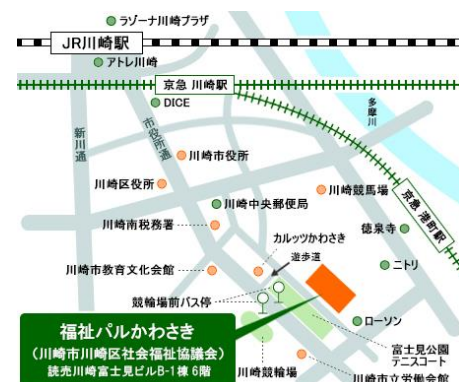 ラゾーナ川崎プラザ
JR川崎駅
アトレ川崎
京急 川崎駅
DICE
多摩川
新川通
市役所通
川崎市役所
川崎区役所
川崎競馬場
京急 港町駅
川崎中央郵便局
川崎南税務署
徳泉寺
カルッツかわさき
遊歩道
ニトリ
川崎市教育文化会館
競輪場前バス停
福祉パルかわさき
(川崎市川崎区社会福祉協議会)
読売川崎富士見ビルB-1棟 6階
ローソン
富士見公園
テニスコート
川崎競輪場
川崎市立労働会館